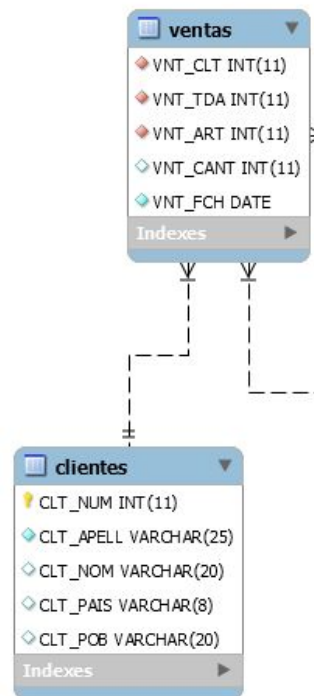 ventas
VNT_CLT INT(11)
VNT_TDA INT(11)
VNT_ART INT(11)
VNT_CANT INT(11)
VNT_FCH DATE
Indexes
clientes
CLT_NUM INT(11)
CLT_APELL VARCHAR(25)
CLT_NOM VARCHAR(20)
CLT_PAIS VARCHAR(8)
CLT_POB VARCHAR(20)
Indexes